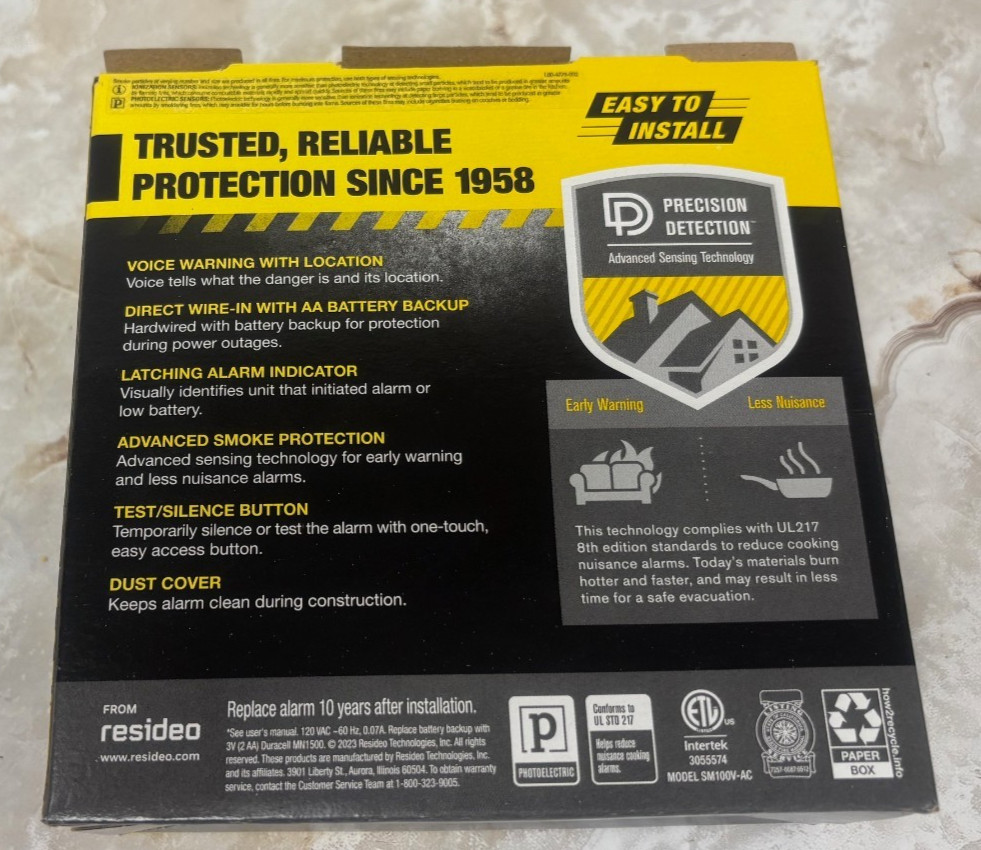 TRUSTED, RELIABLE
PROTECTION SINCE 1958
EASY TO
INSTALL
PRECISION
DETECTION™
Advanced Sensing Technology
VOICE WARNING WITH LOCATION
Voice tells what the danger is and its location.
DIRECT WIRE-IN WITH AA BATTERY BACKUP
Hardwired with battery backup for protection
during power outages.
LATCHING ALARM INDICATOR
Visually identifies unit that initiated alarm or
low battery.
ADVANCED SMOKE PROTECTION
Advanced sensing technology for early warning
and less nuisance alarms.
TEST/SILENCE BUTTON
Temporarily silence or test the alarm with one-touch,
easy access button.
DUST COVER
Keeps alarm clean during construction.
Early Warning
Less Nuisance
This technology complies with UL217
8th edition standards to reduce cooking
nuisance alarms. Today's materials burn
hotter and faster, and may result in less
time for a safe evacuation.
FROM
resideo
www.resideo.com
Replace alarm 10 years after installation.
*See user's manual. 120 VAC ~60 Hz, 0.07A. Replace battery backup with
3V (2 AA) Duracell MN1500. © 2023 Resideo Technologies, Inc. All rights
reserved. These products are manufactured by Resideo Technologies, Inc.
and its affiliates. 3901 Liberty St., Aurora, Illinois 60504. To obtain warranty
service, contact the Customer Service Team at 1-800-323-9005.
P
PHOTOELECTRIC
Conforms to
UL STD 217
Helps reduce
nuisance cooking
alarms.
ETL
US
Intertek
3055574
MODEL SM100V-AC
PAPER
BOX
how2recycle.info